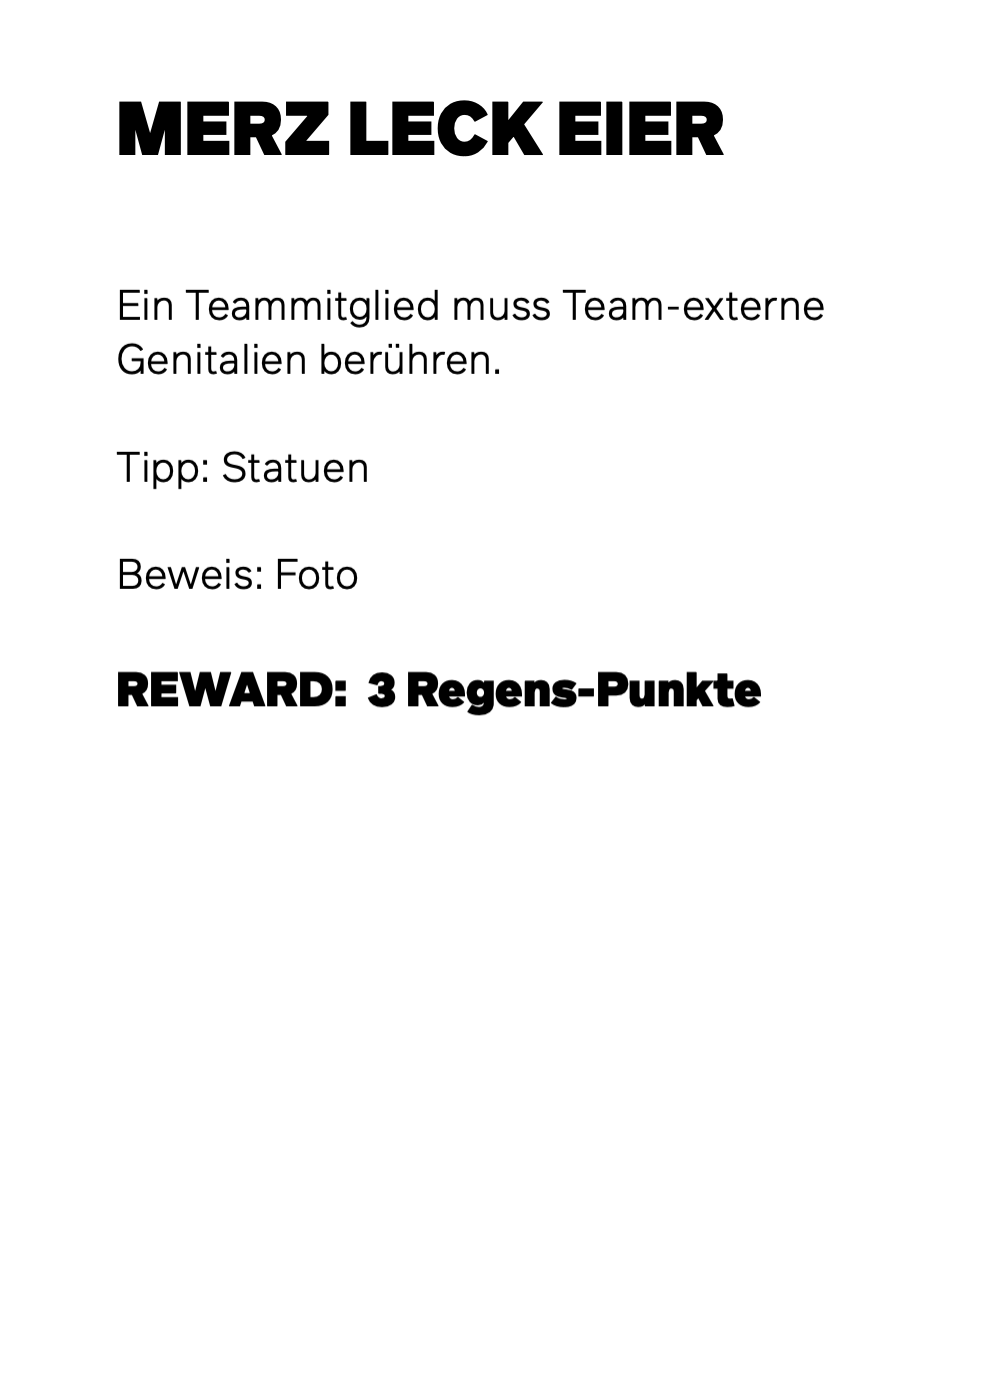 MERZ LECK EIER
Ein Teammitglied muss Team-externe
Genitalien berühren.
Tipp: Statuen
Beweis: Foto
REWARD: 3 Regens-Punkte